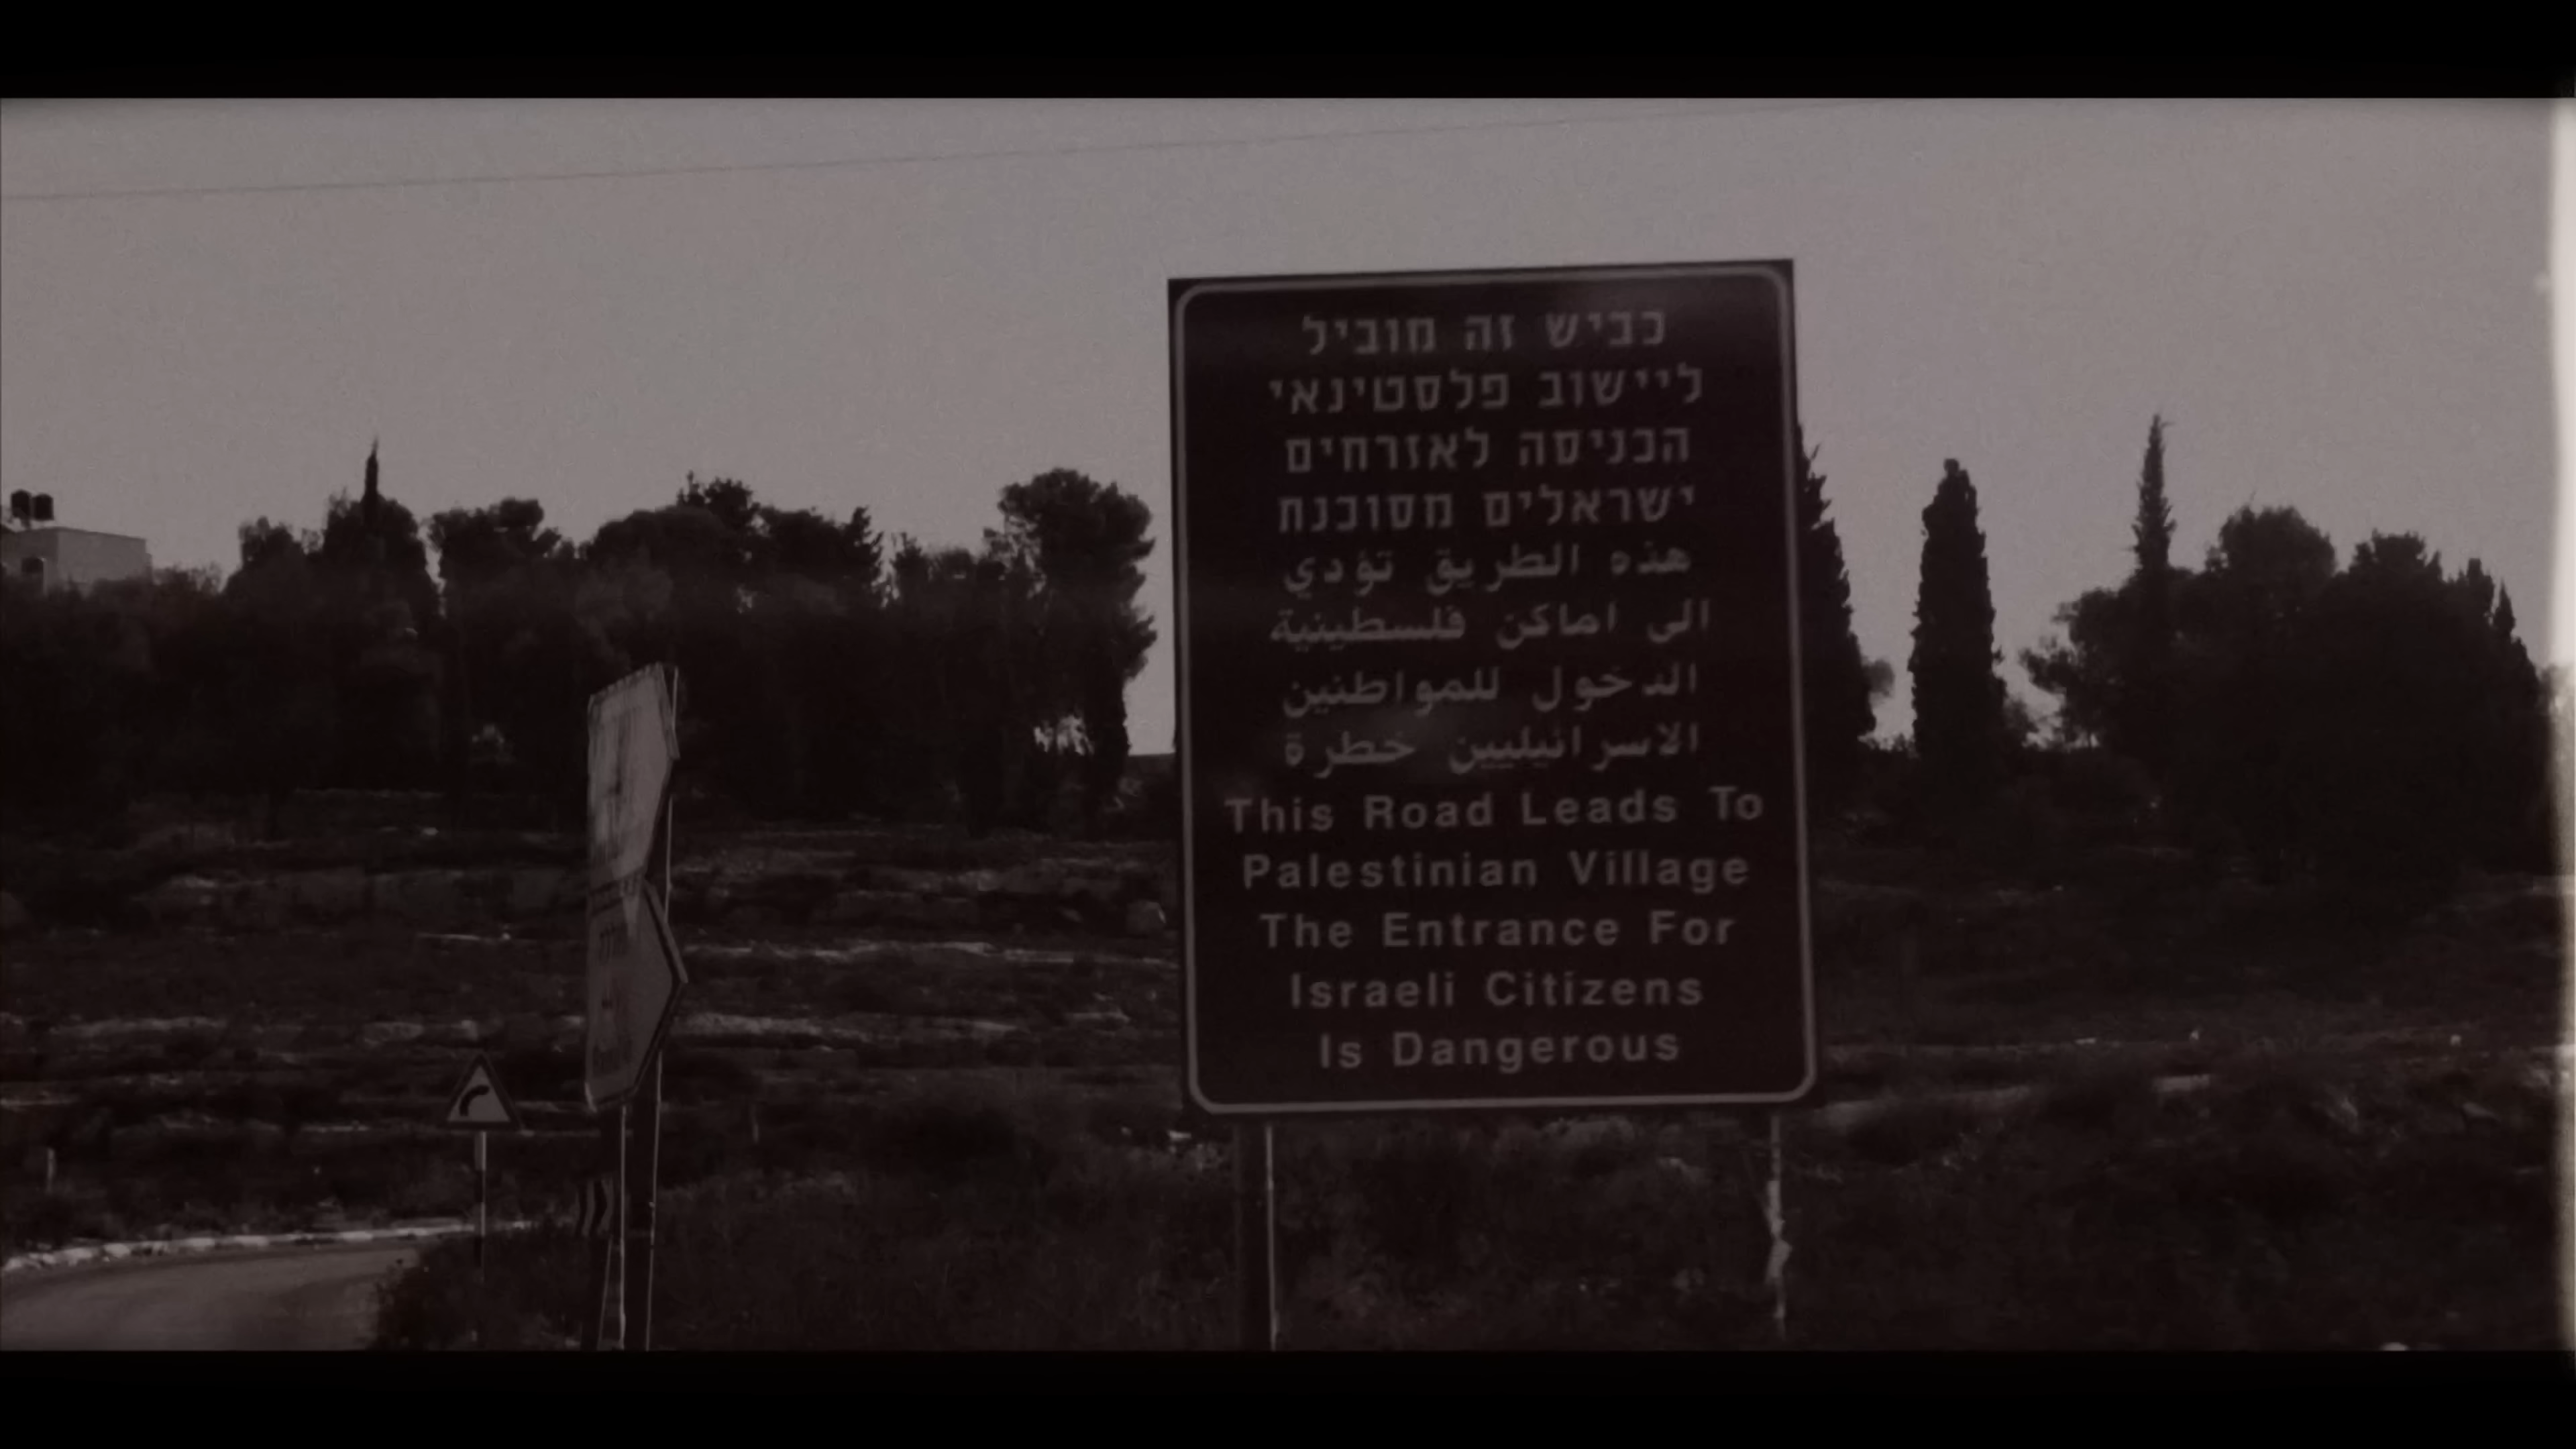 כביש זה מוביל
ליישוב פלסטינאי
הכניסה לאזרחים
ישראלים מסוכנת
هذه الطريق تؤدي
الى اماكن فلسطينية
الدخول للمواطنين
الاسرائيليين خطرة
This Road Leads To
Palestinian Village
The Entrance For
Israeli Citizens
Is Dangerous